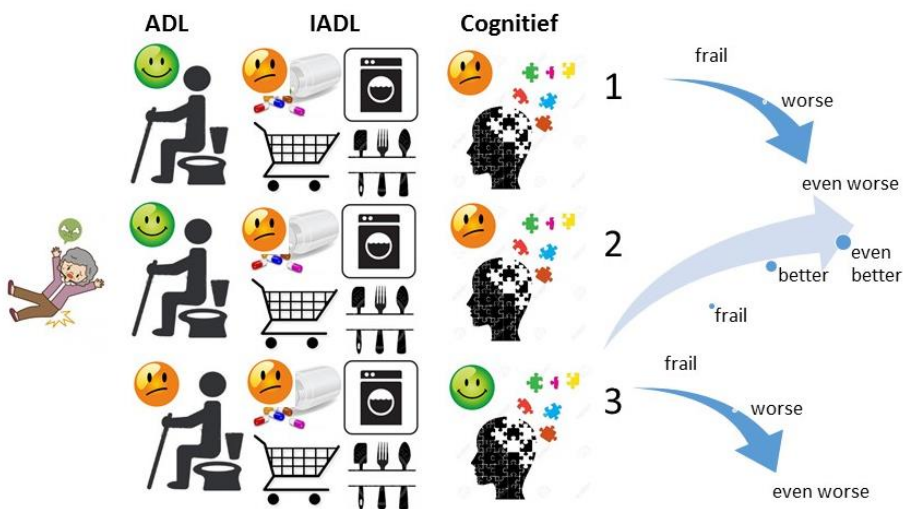 ADL IADL Cognitief
1
frail
worse
even worse
2
even
better
better
frail
3
frail
worse
even worse